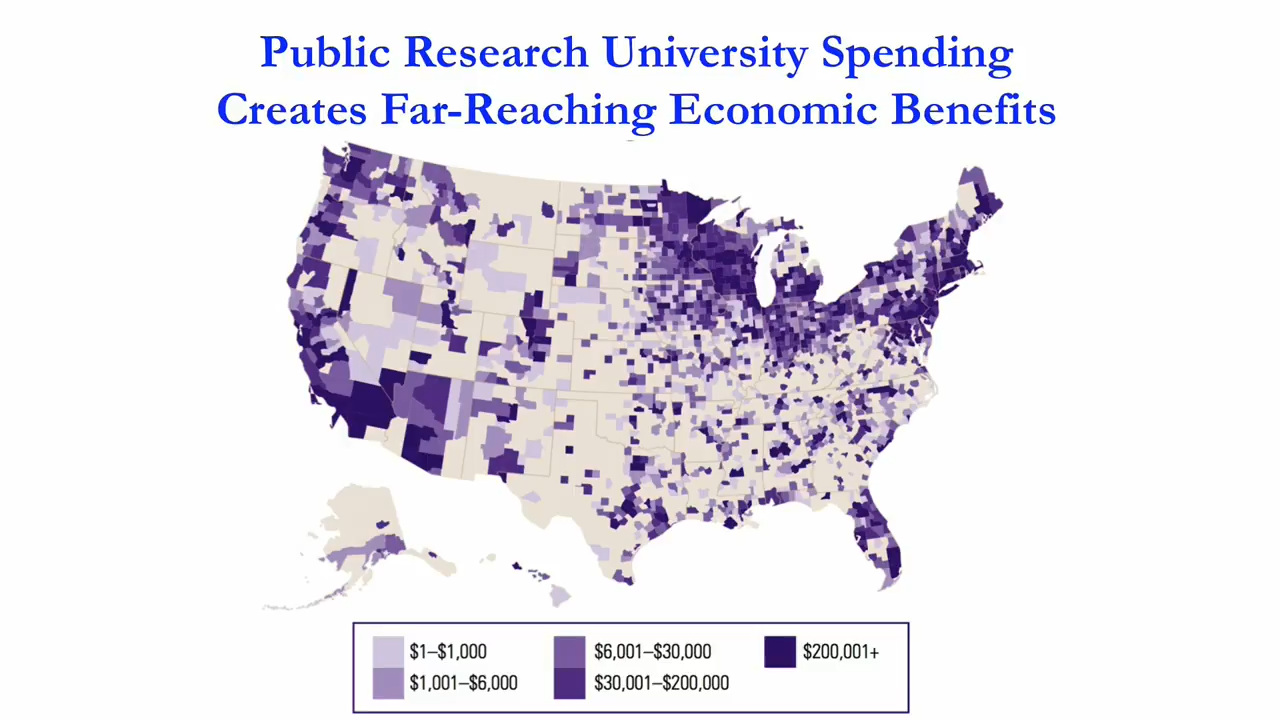 Public Research University Spending
Creates Far-Reaching Economic Benefits
$1–$1,000
$6,001–$30,000
$200,001+
$1,001–$6,000
$30,001–$200,000